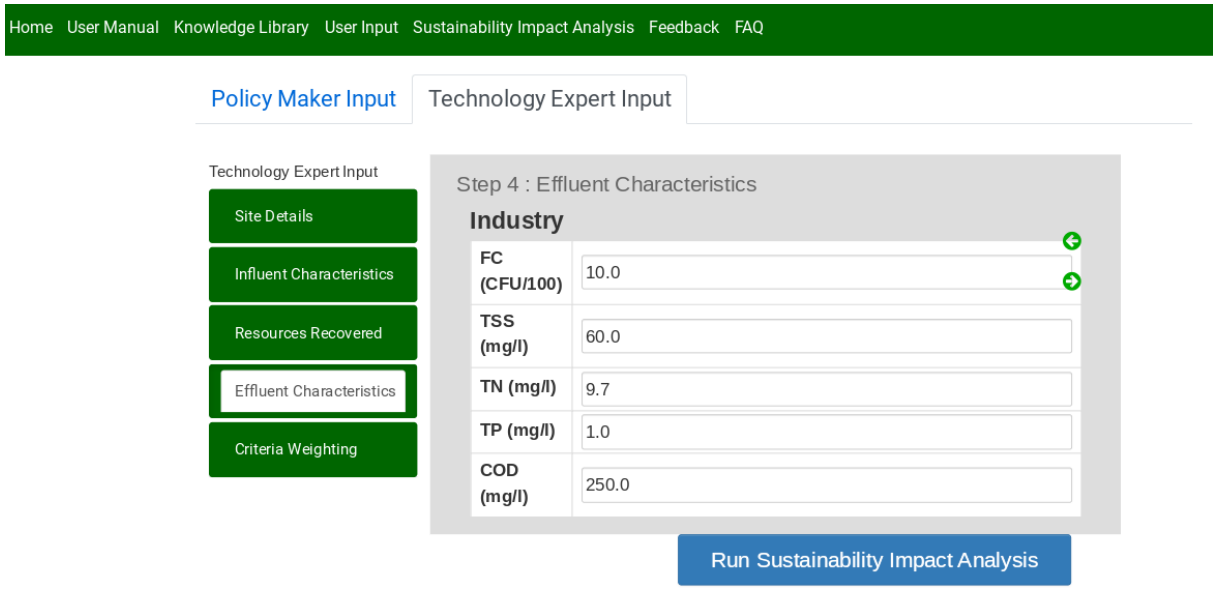 Home User Manual Knowledge Library User Input Sustainability Impact Analysis Feedback FAQ
Policy Maker Input Technology Expert Input
Technology Expert Input
Site Details
Influent Characteristics
Resources Recovered
Effluent Characteristics
Criteria Weighting
Step 4 : Effluent Characteristics
Industry
FC
(CFU/100)
10.0
TSS
(mg/l)
60.0
TN (mg/l) 9.7
TP (mg/l) 1.0
COD
(mg/l)
250.0
Run Sustainability Impact Analysis